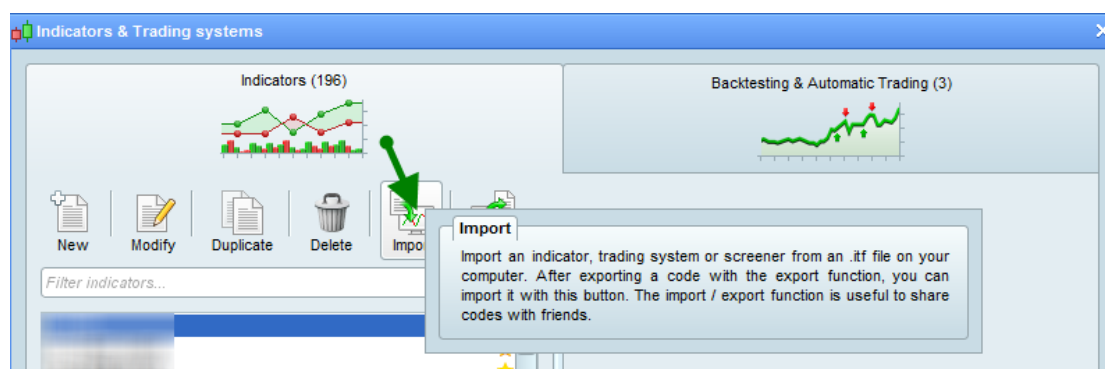 Indicators & Trading systems
Indicators (196)
Backtesting & Automatic Trading (3)
New
Modify
Duplicate
Delete
Impor
Import
Import an indicator, trading system or screener from an .itf file on your
computer. After exporting a code with the export function, you can
import it with this button. The import / export function is useful to share
codes with friends.
Filter indicators...